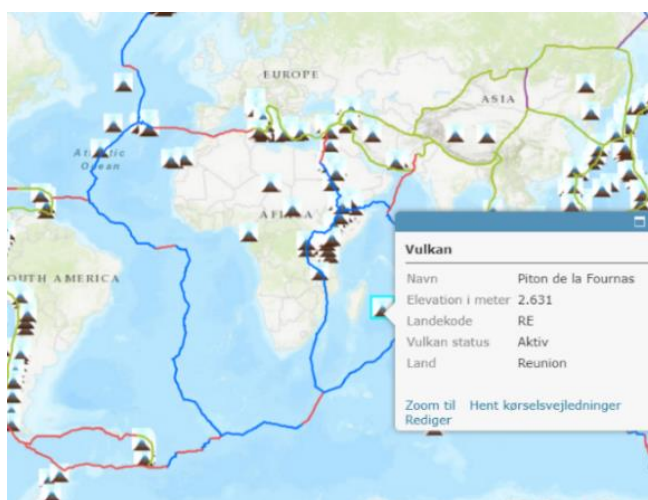 EUROPE
ASIA
Atlantic
Ocean
AFRICA
SOUTH AMERICA
Vulkan
Navn Piton de la Fournas
Elevation i meter 2.631
Landekode RE
Vulkan status Aktiv
Land Reunion
Zoom til Hent kørselsvejledninger
Rediger